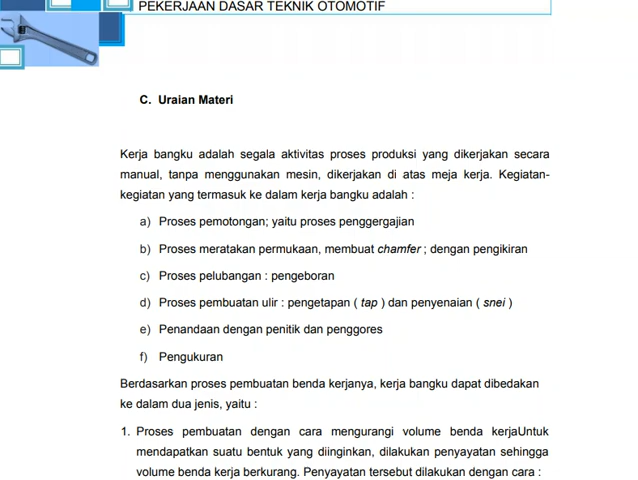 PEKERJAAN DASAR TEKNIK OTOMOTIF
C. Uraian Materi
Kerja bangku adalah segala aktivitas proses produksi yang dikerjakan secara
manual, tanpa menggunakan mesin, dikerjakan di atas meja kerja. Kegiatan-
kegiatan yang termasuk ke dalam kerja bangku adalah :
a) Proses pemotongan; yaitu proses penggergajian
b) Proses meratakan permukaan, membuat chamfer ; dengan pengikiran
c) Proses pelubangan : pengeboran
d) Proses pembuatan ulir : pengetapan ( tap ) dan penyenaian ( snei )
e) Penandaan dengan penitik dan penggores
f) Pengukuran
Berdasarkan proses pembuatan benda kerjanya, kerja bangku dapat dibedakan
ke dalam dua jenis, yaitu :
1. Proses pembuatan dengan cara mengurangi volume benda kerjaUntuk
mendapatkan suatu bentuk yang diinginkan, dilakukan penyayatan sehingga
volume benda kerja berkurang. Penyayatan tersebut dilakukan dengan cara :